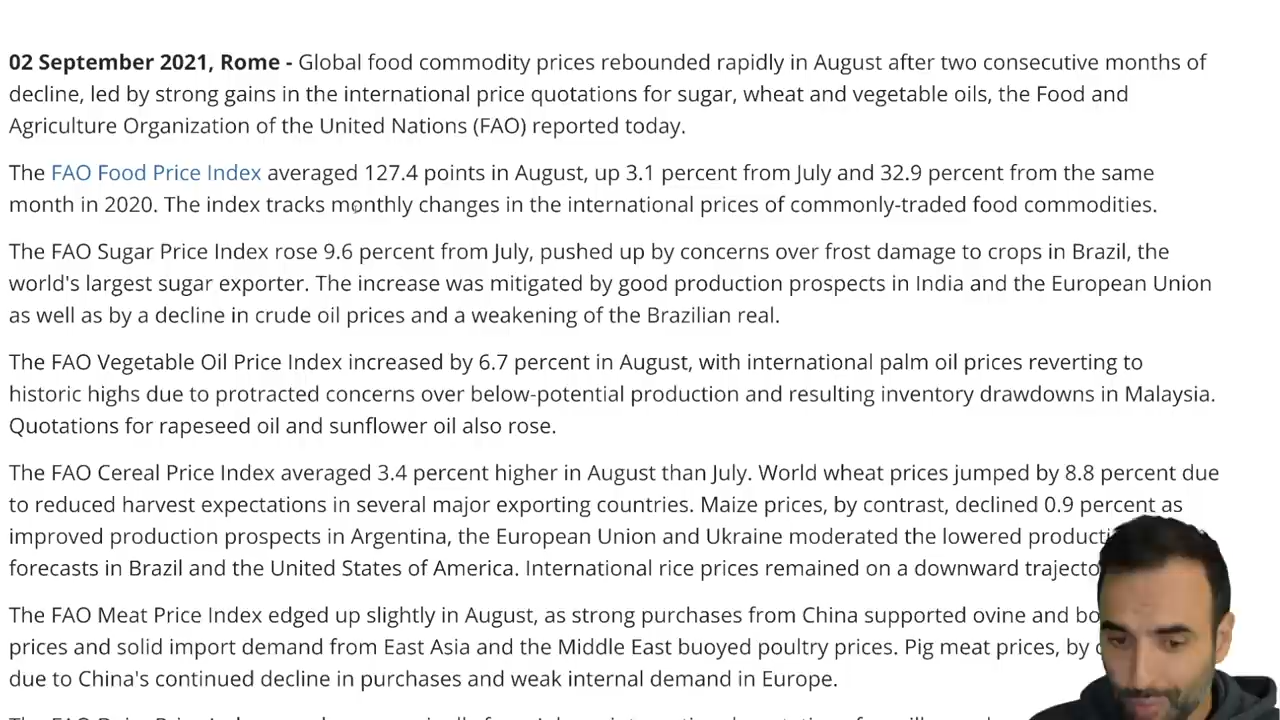 02 September 2021, Rome - Global food commodity prices rebounded rapidly in August after two consecutive months of
decline, led by strong gains in the international price quotations for sugar, wheat and vegetable oils, the Food and
Agriculture Organization of the United Nations (FAO) reported today.
The FAO Food Price Index averaged 127.4 points in August, up 3.1 percent from July and 32.9 percent from the same
month in 2020. The index tracks monthly changes in the international prices of commonly-traded food commodities.
The FAO Sugar Price Index rose 9.6 percent from July, pushed up by concerns over frost damage to crops in Brazil, the
world's largest sugar exporter. The increase was mitigated by good production prospects in India and the European Union
as well as by a decline in crude oil prices and a weakening of the Brazilian real.
The FAO Vegetable Oil Price Index increased by 6.7 percent in August, with international palm oil prices reverting to
historic highs due to protracted concerns over below-potential production and resulting inventory drawdowns in Malaysia.
Quotations for rapeseed oil and sunflower oil also rose.
The FAO Cereal Price Index averaged 3.4 percent higher in August than July. World wheat prices jumped by 8.8 percent due
to reduced harvest expectations in several major exporting countries. Maize prices, by contrast, declined 0.9 percent as
improved production prospects in Argentina, the European Union and Ukraine moderated the lowered
forecasts in Brazil and the United States of America. International rice prices remained on a downward
The FAO Meat Price Index edged up slightly in August, as strong purchases from China supported ovine and
prices and solid import demand from East Asia and the Middle East buoyed poultry prices. Pig meat prices, by
due to China's continued decline in purchases and weak internal demand in Europe.